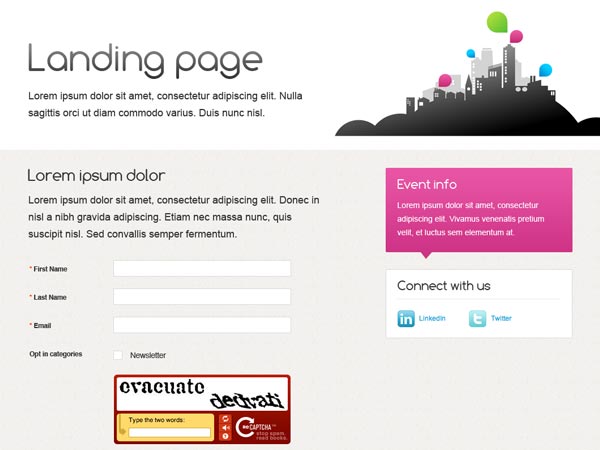 Landing page
Lorem ipsum dolor sit amet, consectetur adipiscing elit. Nulla
sagittis orci ut diam commodo varius. Duis nunc nisl.
Lorem ipsum dolor
Lorem ipsum dolor sit amet, consectetur adipiscing elit. Donec in
nisl a nibh gravida adipiscing. Etiam nec massa nunc, quis
suscipit nisl. Sed convallis semper fermentum.
* First Name
* Last Name
* Email
Opt in categories
Newsletter
evacuate dedvati
Type the two words:
reCAPTCHA™
stop spam.
read books.
Event info
Lorem ipsum dolor sit amet, consectetur
adipiscing elit. Vivamus venenatis pretium
velit, et luctus sem elementum sit amet.
Connect with us
in LinkedIn
t Twitter